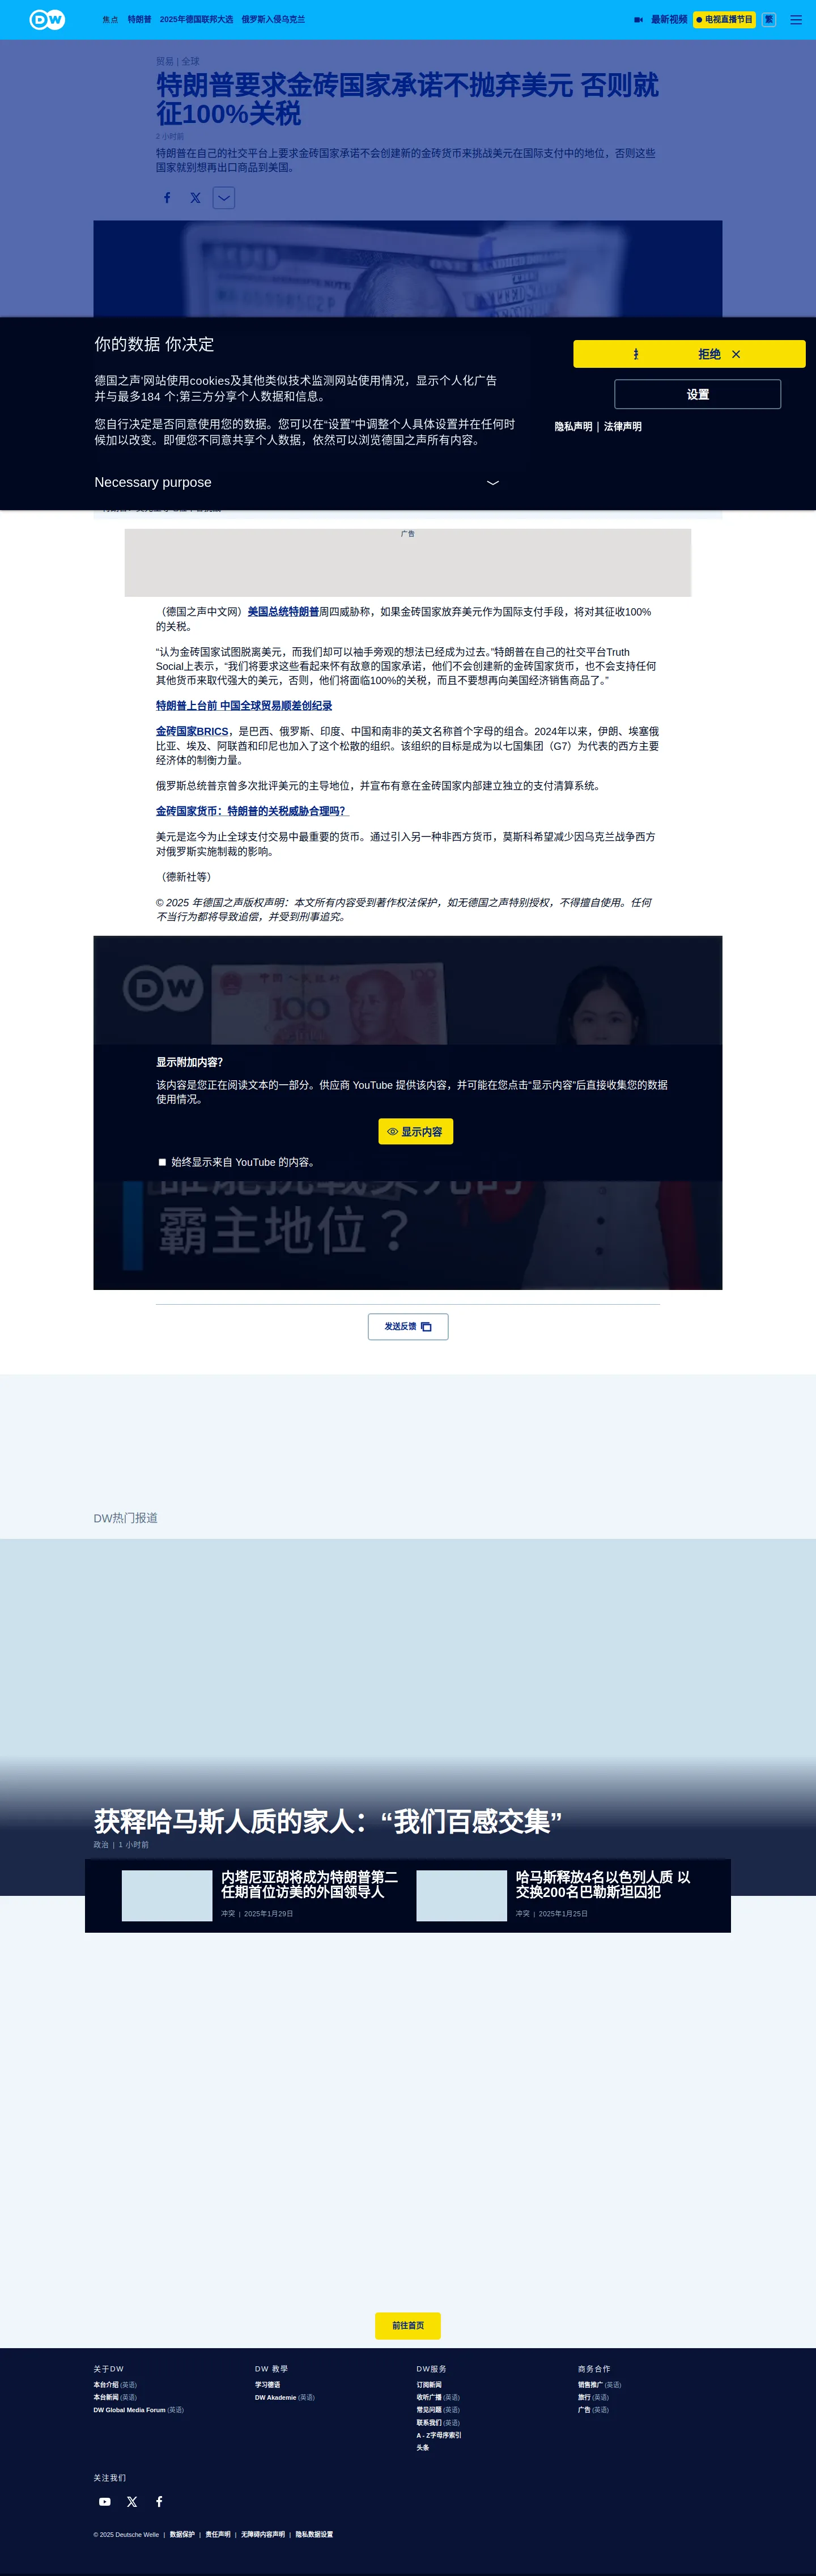 DW
焦点 特朗普 2025年德国联邦大选 俄罗斯入侵乌克兰
最新视频 电视直播节目 繁
贸易 | 全球
特朗普要求金砖国家承诺不抛弃美元 否则就
征100%关税
2 小时前
特朗普在自己的社交平台上要求金砖国家承诺不会创建新的金砖货币来挑战美元在国际支付中的地位，否则这些
国家就别想再出口商品到美国。
你的数据 你决定
德国之声'网站使用cookies及其他类似技术监测网站使用情况，显示个人化广告
并与最多184 个;第三方分享个人数据和信息。
您自行决定是否同意使用您的数据。您可以在“设置”中调整个人具体设置并在任何时
候加以改变。即便您不同意共享个人数据，依然可以浏览德国之声所有内容。
Necessary purpose
拒绝
设置
隐私声明 | 法律声明
广告
（德国之声中文网）美国总统特朗普周四威胁称，如果金砖国家放弃美元作为国际支付手段，将对其征收100%
的关税。
“认为金砖国家试图脱离美元，而我们却可以袖手旁观的想法已经成为过去。”特朗普在自己的社交平台Truth
Social上表示，“我们将要求这些看起来怀有敌意的国家承诺，他们不会创建新的金砖国家货币，也不会支持任何
其他货币来取代强大的美元，否则，他们将面临100%的关税，而且不要想再向美国经济销售商品了。”
特朗普上台前 中国全球贸易顺差创纪录
金砖国家BRICS，是巴西、俄罗斯、印度、中国和南非的英文名称首个字母的组合。2024年以来，伊朗、埃塞俄
比亚、埃及、阿联酋和印尼也加入了这个松散的组织。该组织的目标是成为以七国集团（G7）为代表的西方主要
经济体的制衡力量。
俄罗斯总统普京曾多次批评美元的主导地位，并宣布有意在金砖国家内部建立独立的支付清算系统。
金砖国家货币：特朗普的关税威胁合理吗？
美元是迄今为止全球支付交易中最重要的货币。通过引入另一种非西方货币，莫斯科希望减少因乌克兰战争西方
对俄罗斯实施制裁的影响。
（德新社等）
© 2025 年德国之声版权声明：本文所有内容受到著作权法保护，如无德国之声特别授权，不得擅自使用。任何
不当行为都将导致追偿，并受到刑事追究。
DW
中国人民银行
100
显示附加内容？
该内容是您正在阅读文本的一部分。供应商 YouTube 提供该内容，并可能在您点击“显示内容”后直接收集您的数据
使用情况。
显示内容
始终显示来自 YouTube 的内容。
霸主地位？
发送反馈
DW热门报道
获释哈马斯人质的家人：“我们百感交集”
政治 | 1 小时前
内塔尼亚胡将成为特朗普第二
任期首位访美的外国领导人
冲突 | 2025年1月29日
哈马斯释放4名以色列人质 以
交换200名巴勒斯坦囚犯
冲突 | 2025年1月25日
前往首页
关于DW
本台介绍 (英语)
本台新闻 (英语)
DW Global Media Forum (英语)
DW 教學
学习德语
DW Akademie (英语)
DW服务
订阅新闻
收听广播 (英语)
常见问题 (英语)
联系我们 (英语)
A - Z字母序索引
头条
商务合作
销售推广 (英语)
旅行 (英语)
广告 (英语)
关注我们
© 2025 Deutsche Welle | 数据保护 | 责任声明 | 无障碍内容声明 | 隐私数据设置